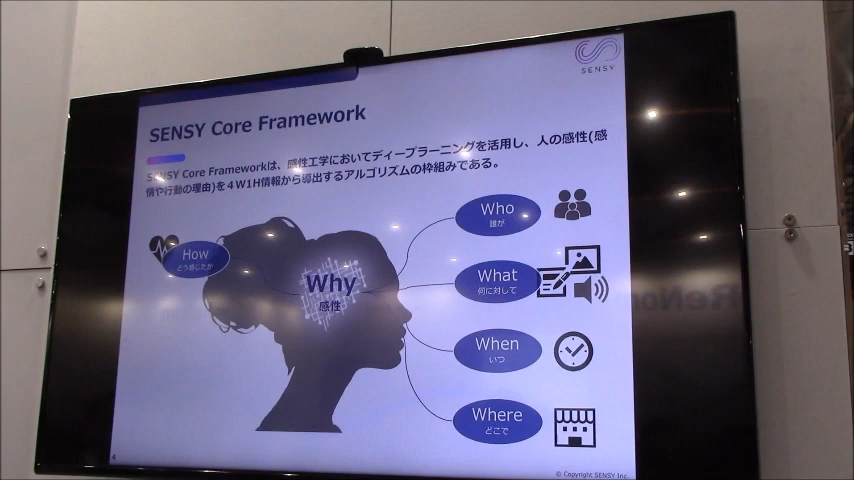 SENSY
SENSY Core Framework
SENSY Core Frameworkは、感性工学においてディープラーニングを活用し、人の感性(感
情や行動の理由)を４W1H情報から導出するアルゴリズムの枠組みである。
Who
誰が
How
どう感じたか
Why
感性
What
何に対して
When
いつ
Where
どこで
4
© Copyright SENSY Inc.